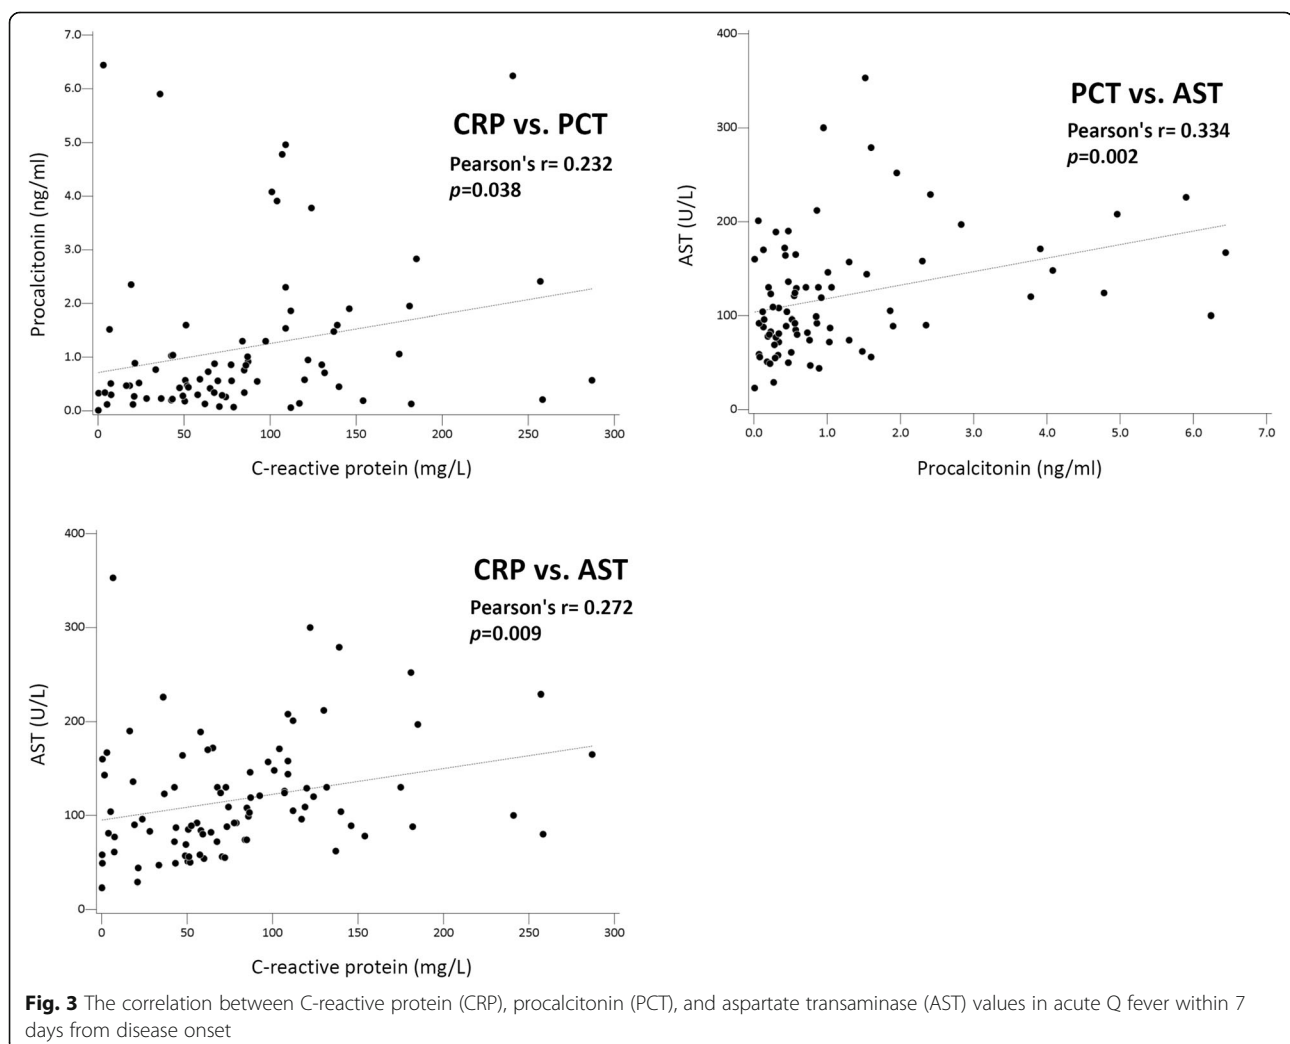 7.0
6.0
5.0
4.0
3.0
2.0
1.0
0.0
Procalcitonin (ng/ml)
CRP vs. PCT
Pearson's r= 0.232
p=0.038
0
50
100
150
200
250
300
C-reactive protein (mg/L)
400
300
200
100
0
AST (U/L)
PCT vs. AST
Pearson's r= 0.334
p=0.002
0.0
1.0
2.0
3.0
4.0
5.0
6.0
7.0
Procalcitonin (ng/ml)
400
300
200
100
0
AST (U/L)
CRP vs. AST
Pearson's r= 0.272
p=0.009
0
50
100
150
200
250
300
C-reactive protein (mg/L)
Fig. 3 The correlation between C-reactive protein (CRP), procalcitonin (PCT), and aspartate transaminase (AST) values in acute Q fever within 7
days from disease onset